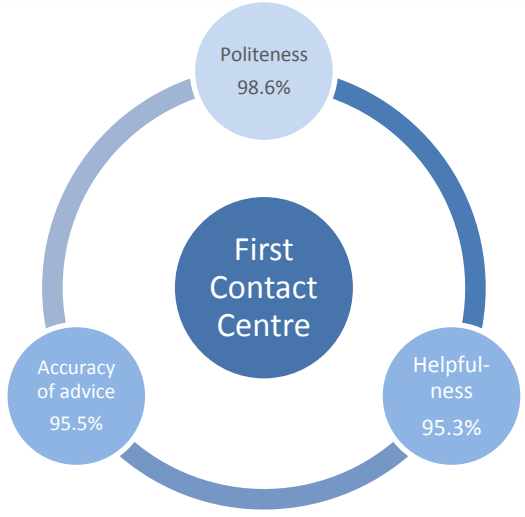 Politeness
98.6%
First
Contact
Centre
Accuracy
of advice
95.5%
Helpful-
ness
95.3%